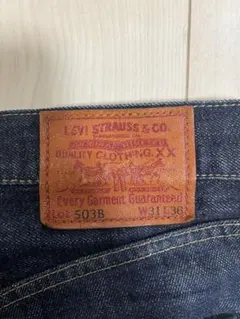 LEVI STRAUSS & CO.
QUALITY CLOTHING. XX
Every Garment Guaranteed
Lot 503B W31 L36